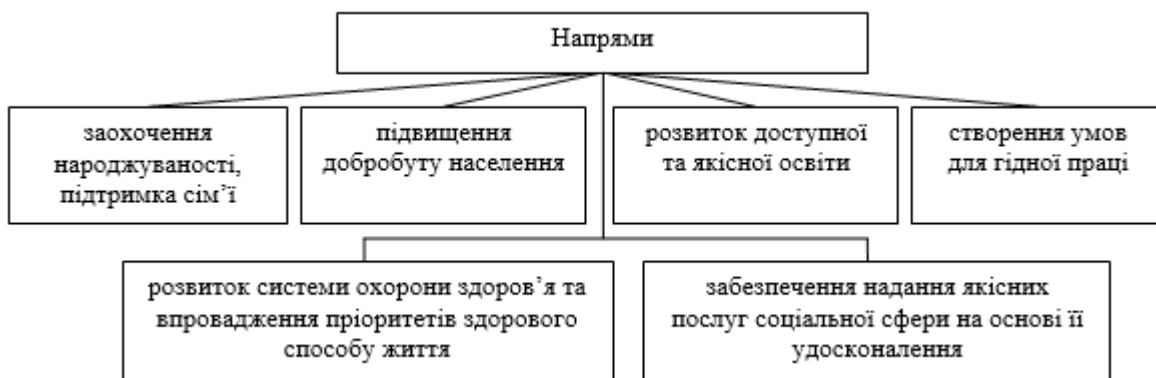 Напрями
заохочення
народжуваності,
підтримка сім’ї
підвищення
добробуту населення
розвиток доступної
та якісної освіти
створення умов
для гідної праці
розвиток системи охорони здоров’я та
впровадження пріоритетів здорового
способу життя
забезпечення надання якісних
послуг соціальної сфери на основі її
удосконалення